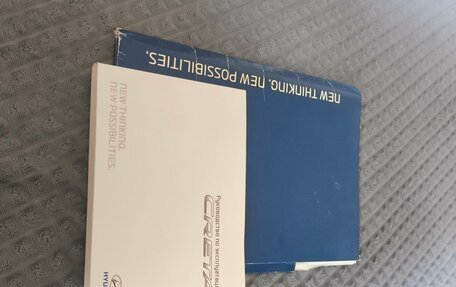 NEW THINKING. NEW POSSIBILITIES.
NEW THINKING.
NEW POSSIBILITIES.
Руководство по эксплуатации
CRETA